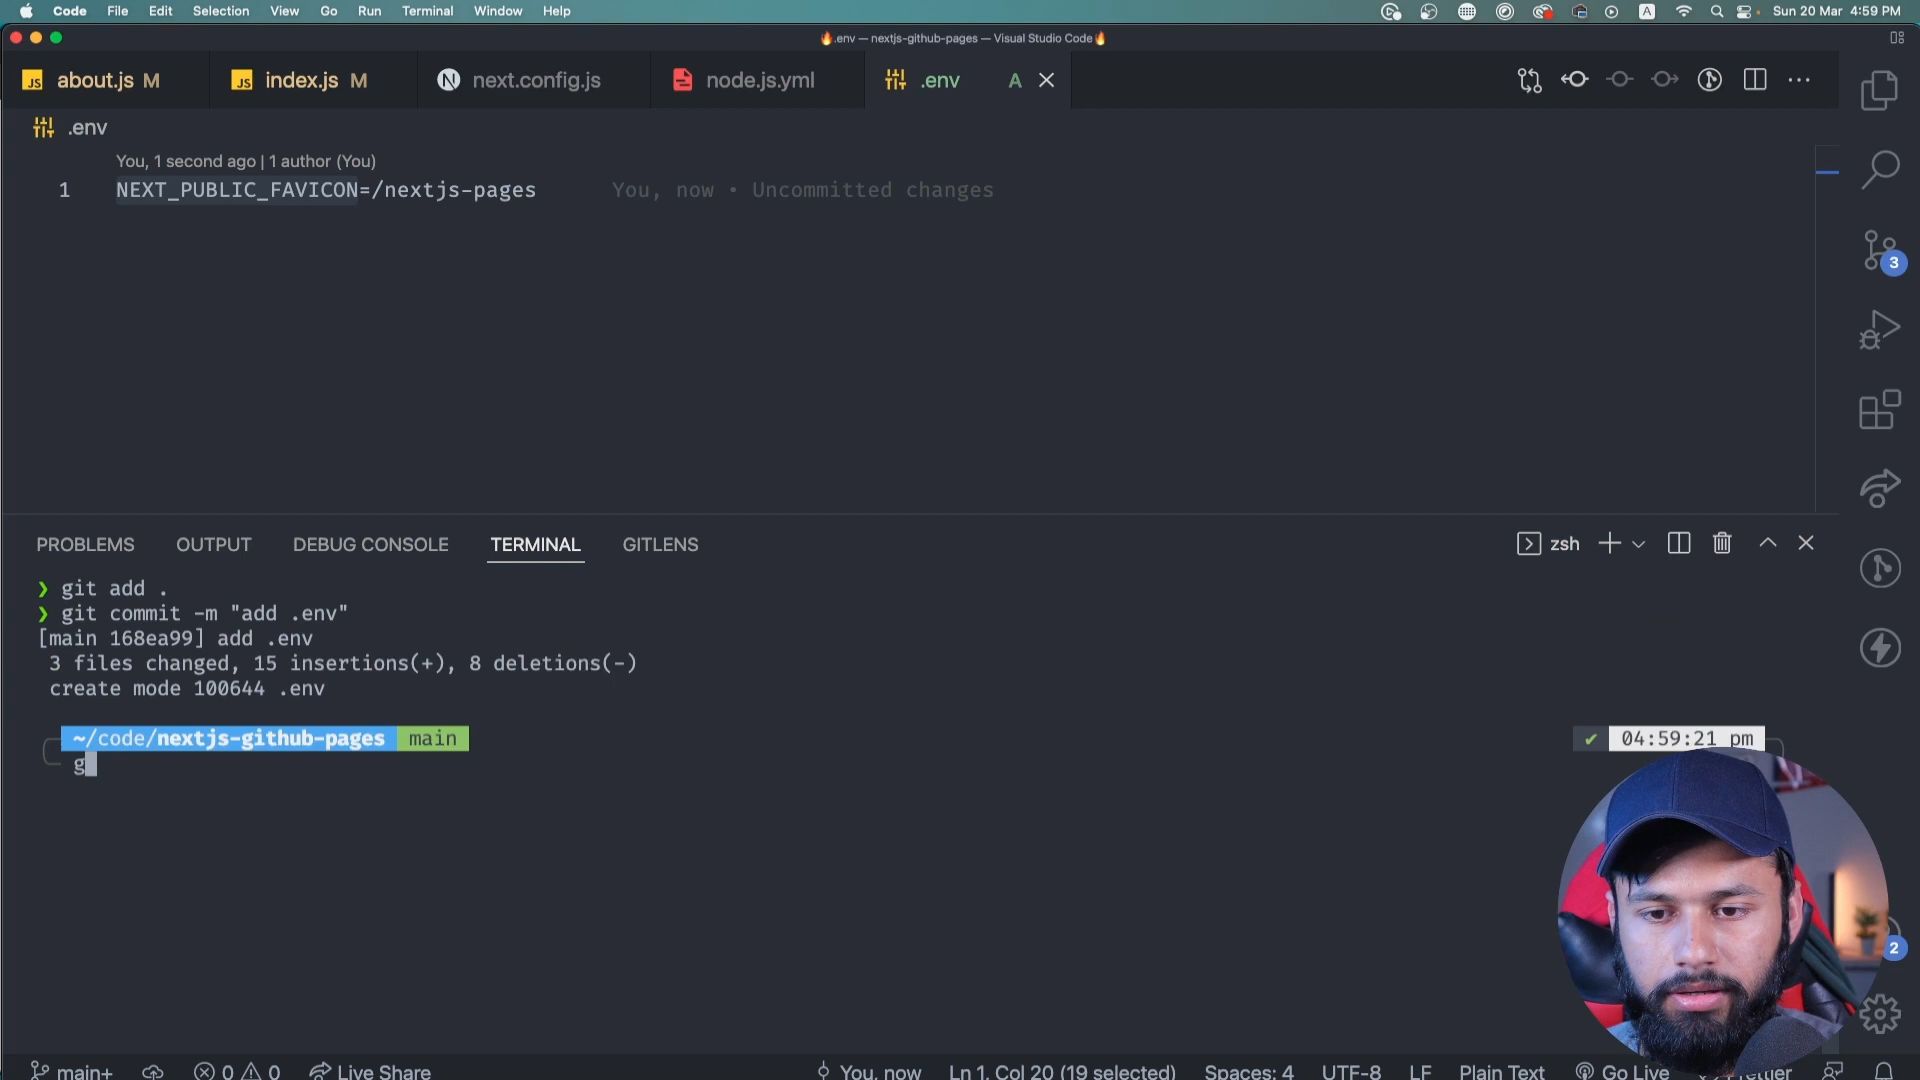 Code File Edit Selection View Go Run Terminal Window Help
A Sun 20 Mar 4:59 PM
🔥.env — nextjs-github-pages — Visual Studio Code🔥
JS about.js M JS index.js M N next.config.js node.js.yml .env A
.env
You, 1 second ago | 1 author (You)
1 NEXT_PUBLIC_FAVICON=/nextjs-pages You, now • Uncommitted changes
3
PROBLEMS OUTPUT DEBUG CONSOLE TERMINAL GITLENS zsh
❯ git add .
❯ git commit -m "add .env"
[main 168ea99] add .env
3 files changed, 15 insertions(+), 8 deletions(-)
create mode 100644 .env
~/code/nextjs-github-pages main ✔ 04:59:21 pm
g
2
main+ 0 0 Live Share You, now Ln 1, Col 20 (19 selected) Spaces: 4 UTF-8 LF Plain Text Go Live Prettier